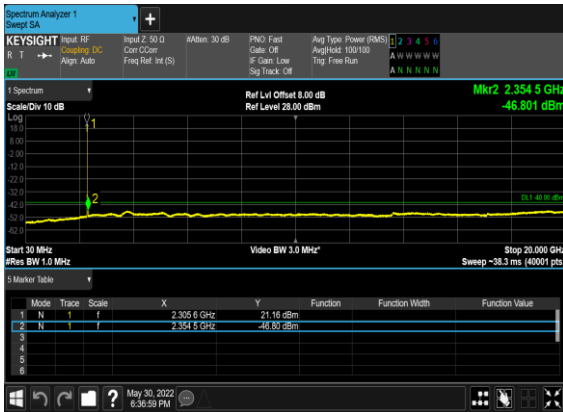 Spectrum Analyzer 1
Swept SA
+
KEYSIGHT Input: RF Input Z: 50 Ω #Atten: 30 dB PNO: Fast Avg Type: Power (RMS) 1 2 3 4 5 6
R T Coupling: DC Corr CCorr Gate: Off Avg|Hold: 100/100 A W W W W W
Align: Auto Freq Ref: Int (S) IF Gain: Low Trig: Free Run
LXI Sig Track: Off A N N N N N
1 Spectrum Ref Lvl Offset 8.00 dB Mkr2 2.354 5 GHz
Scale/Div 10 dB Ref Level 28.00 dBm -46.801 dBm
Log
18.0 1
8.00
-2.00
-12.0
-22.0
-32.0
2 DL1 -40.00 dBm
-42.0
-52.0
-62.0
Start 30 MHz Video BW 3.0 MHz* Stop 20.000 GHz
#Res BW 1.0 MHz Sweep ~38.3 ms (40001 pts)
5 Marker Table
Mode Trace Scale X Y Function Function Width Function Value
1 N 1 f 2.305 6 GHz 21.16 dBm
2 N 1 f 2.354 5 GHz -46.80 dBm
3
4
5
6
? May 30, 2022
6:36:59 PM